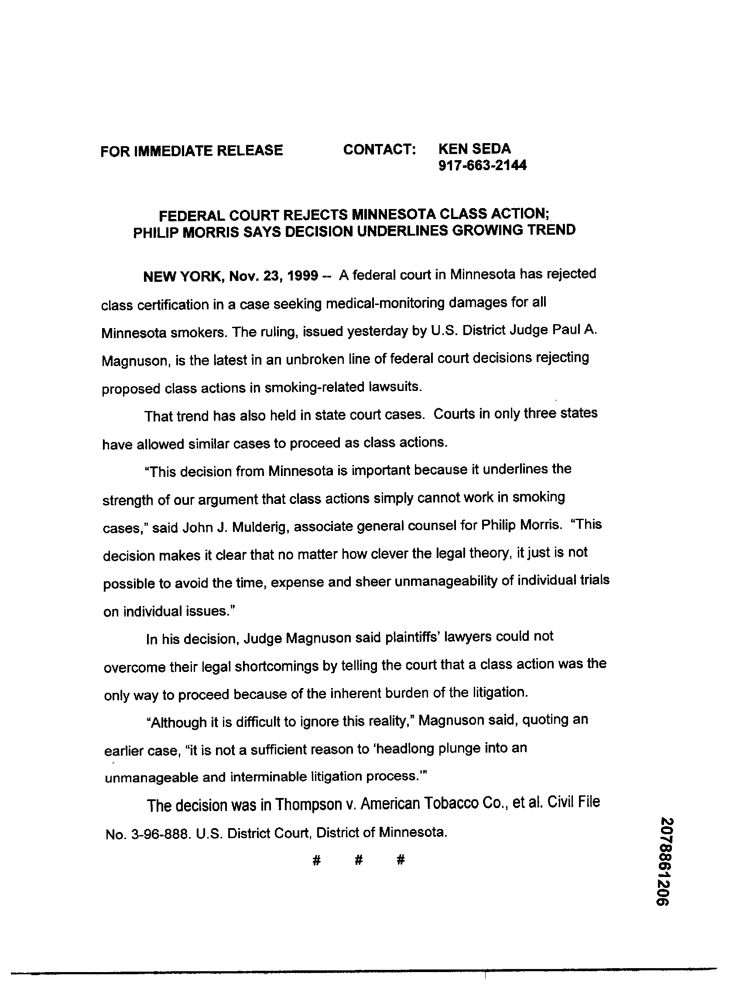 FOR IMMEDIATE RELEASE CONTACT: KEN SEDA
917-663-2144
FEDERAL COURT REJECTS MINNESOTA CLASS ACTION;
PHILIP MORRIS SAYS DECISION UNDERLINES GROWING TREND
NEW YORK, Nov. 23, 1999 -- A federal court in Minnesota has rejected
class certification in a case seeking medical-monitoring damages for all
Minnesota smokers. The ruling, issued yesterday by U.S. District Judge Paul A.
Magnuson, is the latest in an unbroken line of federal court decisions rejecting
proposed class actions in smoking-related lawsuits.
That trend has also held in state court cases. Courts in only three states
have allowed similar cases to proceed as class actions.
“This decision from Minnesota is important because it underlines the
strength of our argument that class actions simply cannot work in smoking
cases,” said John J. Mulderig, associate general counsel for Philip Morris. “This
decision makes it clear that no matter how clever the legal theory, it just is not
possible to avoid the time, expense and sheer unmanageability of individual trials
on individual issues.”
In his decision, Judge Magnuson said plaintiffs’ lawyers could not
overcome their legal shortcomings by telling the court that a class action was the
only way to proceed because of the inherent burden of the litigation.
“Although it is difficult to ignore this reality,” Magnuson said, quoting an
earlier case, “it is not a sufficient reason to ‘headlong plunge into an
unmanageable and interminable litigation process.’”
The decision was in Thompson v. American Tobacco Co., et al. Civil File
No. 3-96-888. U.S. District Court, District of Minnesota.
# # #
2078861206